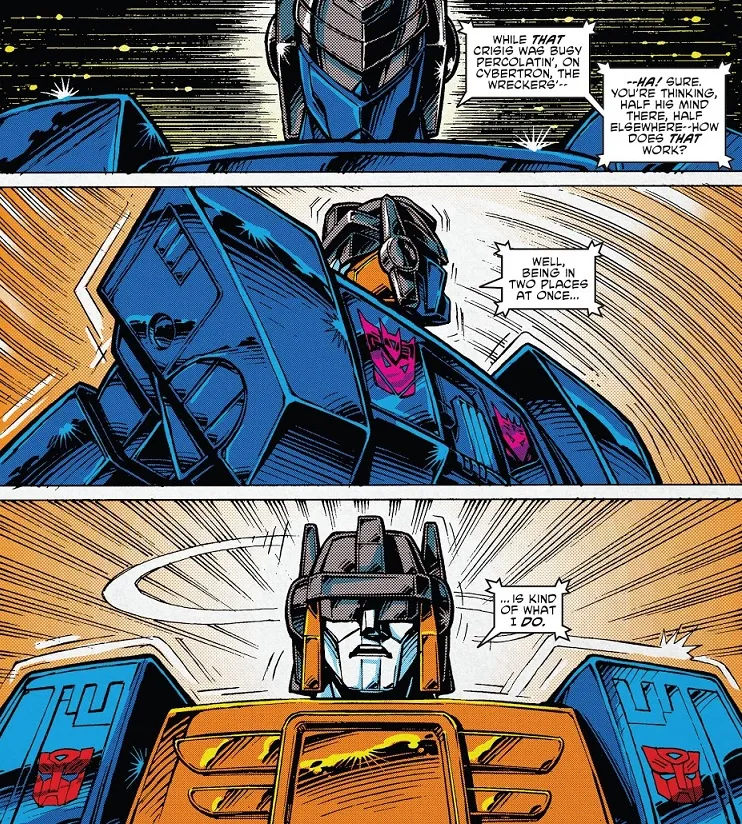 WHILE THAT
CRISIS WAS BUSY
PERCOLATIN', ON
CYBERTRON, THE
WRECKERS'--
--HA! SURE.
YOU'RE THINKING,
HALF HIS MIND
THERE, HALF
ELSEWHERE--HOW
DOES THAT
WORK?
WELL,
BEING IN
TWO PLACES
AT ONCE...
...IS KIND
OF WHAT
I DO.